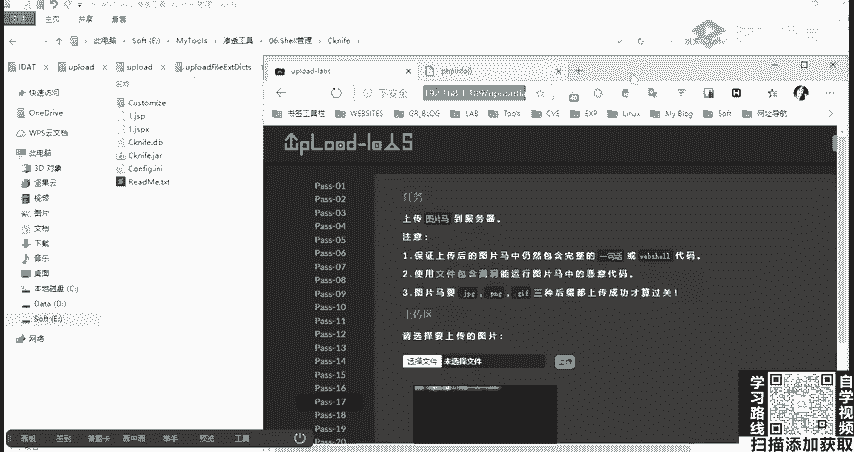 主页 共享 查看
此电脑 › Soft (E:) › MyTools › 渗透工具 › 06.Shell管理 › Cknife
IDAT upload upload uploadFileExtDicts
快速访问
OneDrive
WPS云文档
此电脑
3D 对象
坚果云
视频
图片
文档
下载
音乐
桌面
本地磁盘 (C:)
Data (D:)
Soft (E:)
网络
Customize
1.jsp
1.jspx
Cknife.db
Cknife.jar
Config.ini
ReadMe.txt
upload-labs
phpinfo()
不安全
书签工具栏 WEBSITES GR_BLOG LAB Tools CVE EXP Linux My Blog Soft 网址导航
UpLoad-labs
Pass-01
Pass-02
Pass-03
Pass-04
Pass-05
Pass-06
Pass-07
Pass-08
Pass-09
Pass-10
Pass-11
Pass-12
Pass-13
Pass-14
Pass-15
Pass-16
Pass-17
Pass-18
Pass-19
Pass-20
任务
上传 图片马 到服务器。
注意：
1.保证上传后的图片马中仍然包含完整的 一句话 或 webshell 代码。
2.使用文件包含漏洞能运行图片马中的恶意代码。
3.图片马要 .jpg , .png , .gif 三种后缀都上传成功才算过关！
上传区
请选择要上传的图片：
选择文件 未选择文件 上传
画板 签到 答题卡 画中画 举手 预览 工具
学习路线
自学视频
扫描添加获取